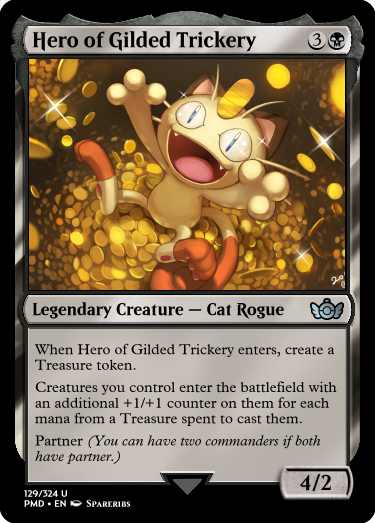 Hero of Gilded Trickery 3
Legendary Creature — Cat Rogue
When Hero of Gilded Trickery enters, create a
Treasure token.
Creatures you control enter the battlefield with
an additional +1/+1 counter on them for each
mana from a Treasure spent to cast them.
Partner (You can have two commanders if both
have partner.)
4/2
129/324 U
PMD • EN Spareribs